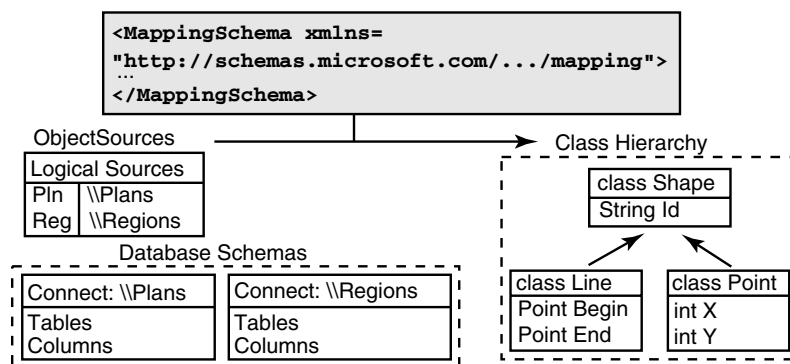 <MappingSchema xmlns=
"http://schemas.microsoft.com/.../mapping">
...
</MappingSchema>
ObjectSources
Logical Sources
Pln \\Plans
Reg \\Regions
Class Hierarchy
class Shape
String Id
class Line
Point Begin
Point End
class Point
int X
int Y
Database Schemas
Connect: \\Plans
Tables
Columns
Connect: \\Regions
Tables
Columns